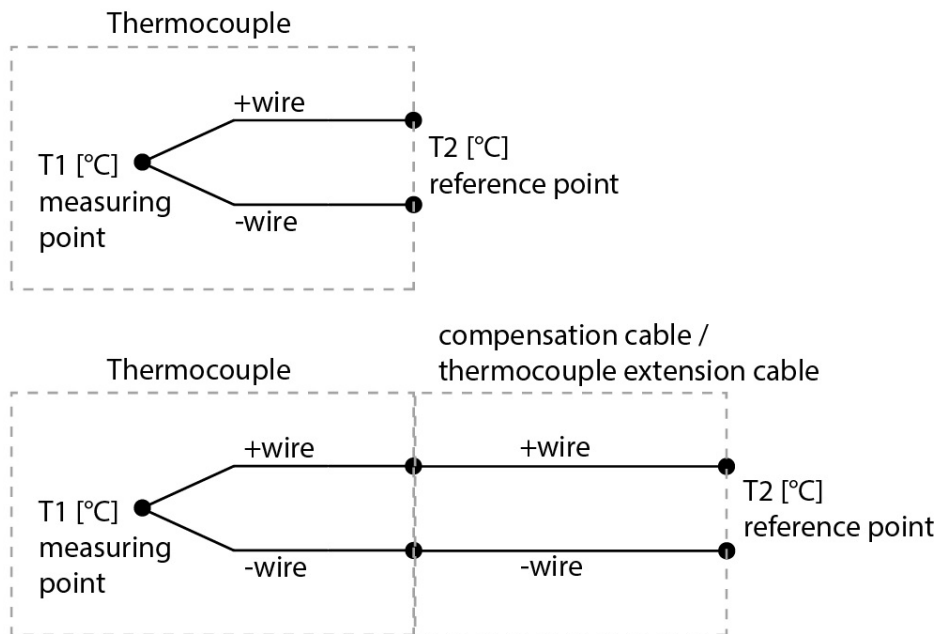 Thermocouple
+wire
T1 [°C]
measuring
point
T2 [°C]
reference point
-wire
compensation cable /
thermocouple extension cable
Thermocouple
+wire
+wire
T1 [°C]
measuring
point
T2 [°C]
reference point
-wire
-wire